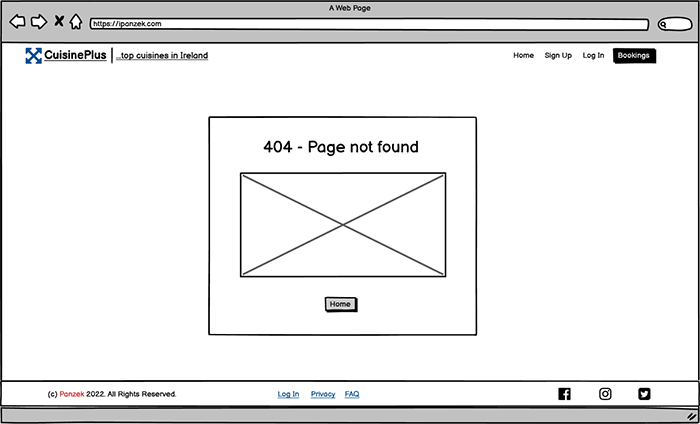 A Web Page
https://iponzek.com
CuisinePlus ...top cuisines in Ireland
Home Sign Up Log In Bookings
404 - Page not found
Home
(c) Ponzek 2022. All Rights Reserved.
Log In Privacy FAQ